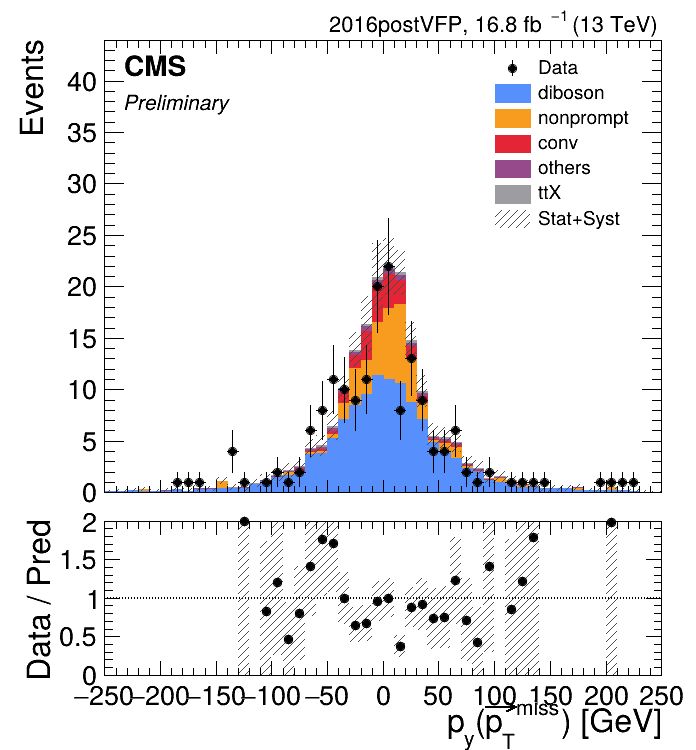 2016postVFP, 16.8 fb⁻¹ (13 TeV)
CMS
Preliminary
Events
40
35
30
25
20
15
10
5
0
Data
diboson
nonprompt
conv
others
ttX
Stat+Syst
Data / Pred
2
1.5
1
0.5
0
−250 −200 −150 −100 −50 0 50 100 150 200 250
p_y(p_T^miss) [GeV]